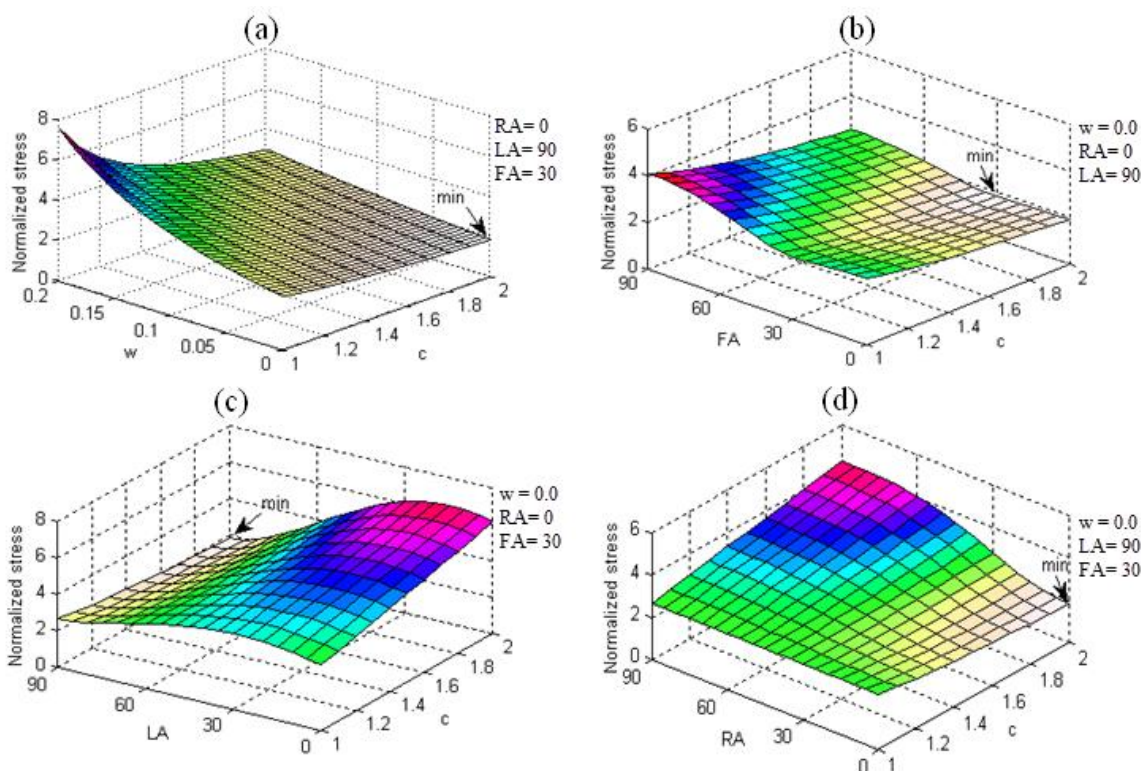 (a)
Normalized stress
8
6
4
2
0
0.2
0.15
0.1
0.05
0
w
1
1.2
1.4
1.6
1.8
2
c
min
RA= 0
LA= 90
FA= 30
(b)
Normalized stress
6
4
2
0
90
60
30
0
FA
1
1.2
1.4
1.6
1.8
2
c
min
w = 0.0
RA= 0
LA= 90
(c)
Normalized stress
8
6
4
2
0
90
60
30
0
LA
1
1.2
1.4
1.6
1.8
2
c
min
w = 0.0
RA= 0
FA= 30
(d)
Normalized stress
6
4
2
0
90
60
30
0
RA
1
1.2
1.4
1.6
1.8
2
c
w = 0.0
LA= 90
FA= 30
min